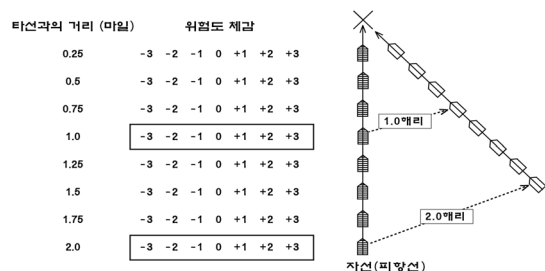 타선과의 거리 (마일) 위험도 체감
0.25 -3 -2 -1 0 +1 +2 +3
0.5 -3 -2 -1 0 +1 +2 +3
0.75 -3 -2 -1 0 +1 +2 +3
1.0 -3 -2 -1 0 +1 +2 +3
1.25 -3 -2 -1 0 +1 +2 +3
1.5 -3 -2 -1 0 +1 +2 +3
1.75 -3 -2 -1 0 +1 +2 +3
2.0 -3 -2 -1 0 +1 +2 +3
1.0해리
2.0해리
자선(피항선)